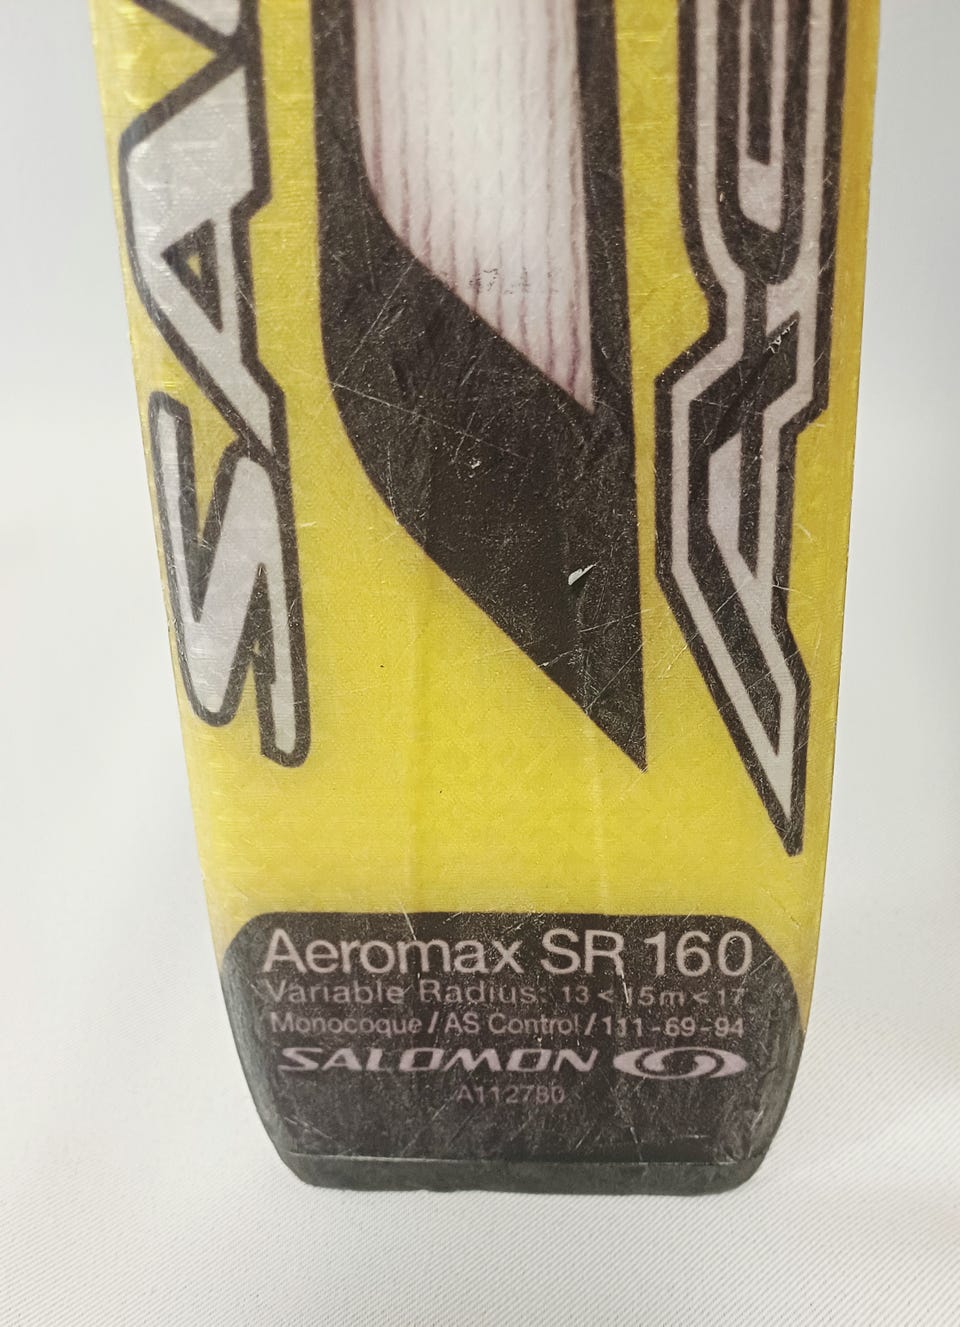 Aeromax SR 160
Variable Radius: 13 < 15m < 17
Monocoque / AS Control / 111-69-94
SALOMON
A112780